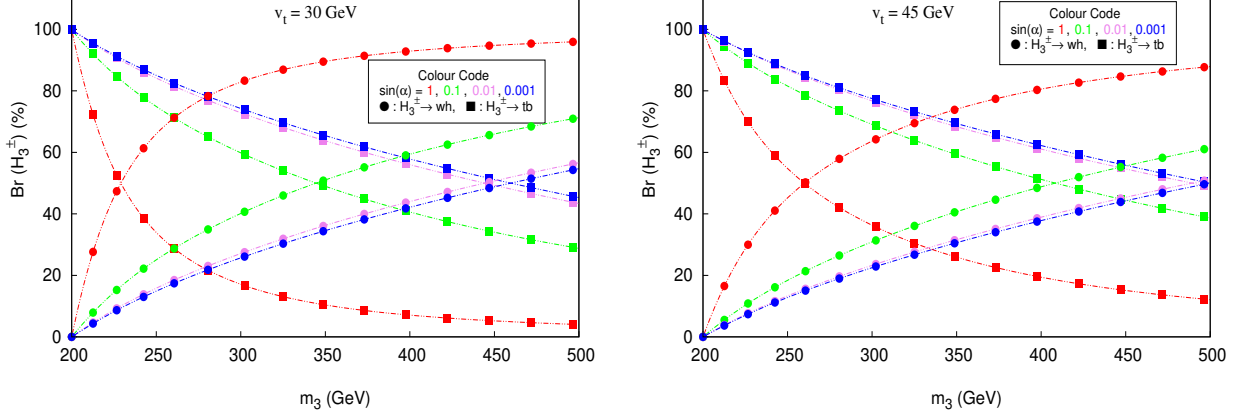 v_t = 30 GeV
Br (H₃^±) (%)
100
80
60
40
20
0
Colour Code
sin(α) = 1, 0.1, 0.01, 0.001
● : H₃^± → wh, ■ : H₃^± → tb
200 250 300 350 400 450 500
m₃ (GeV)
v_t = 45 GeV
Br (H₃^±) (%)
100
80
60
40
20
0
Colour Code
sin(α) = 1, 0.1, 0.01, 0.001
● : H₃^± → wh, ■ : H₃^± → tb
200 250 300 350 400 450 500
m₃ (GeV)